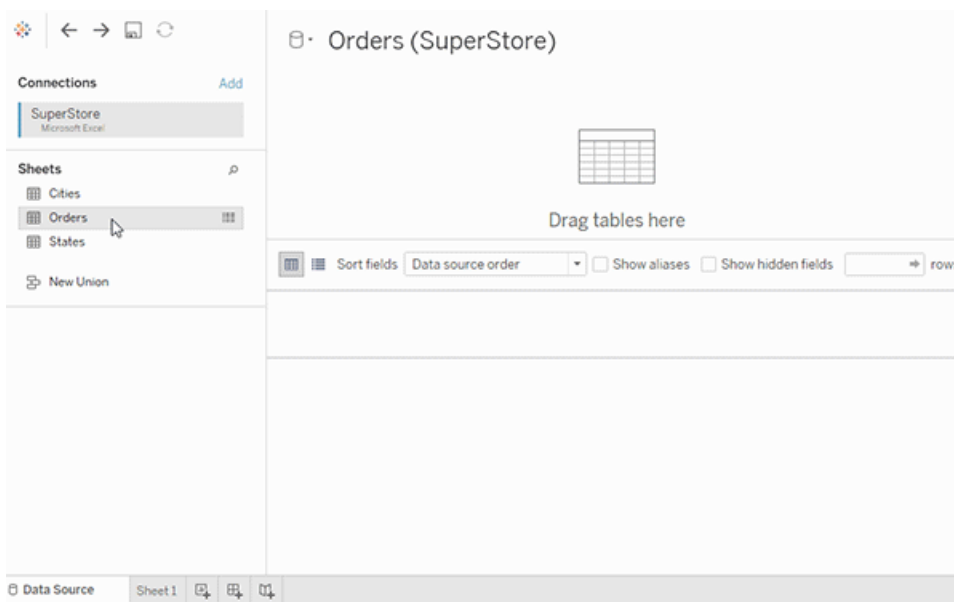 Orders (SuperStore)
Connections
Add
SuperStore
Microsoft Excel
Sheets
Cities
Orders
States
New Union
Drag tables here
Sort fields Data source order Show aliases Show hidden fields row
Data Source Sheet 1